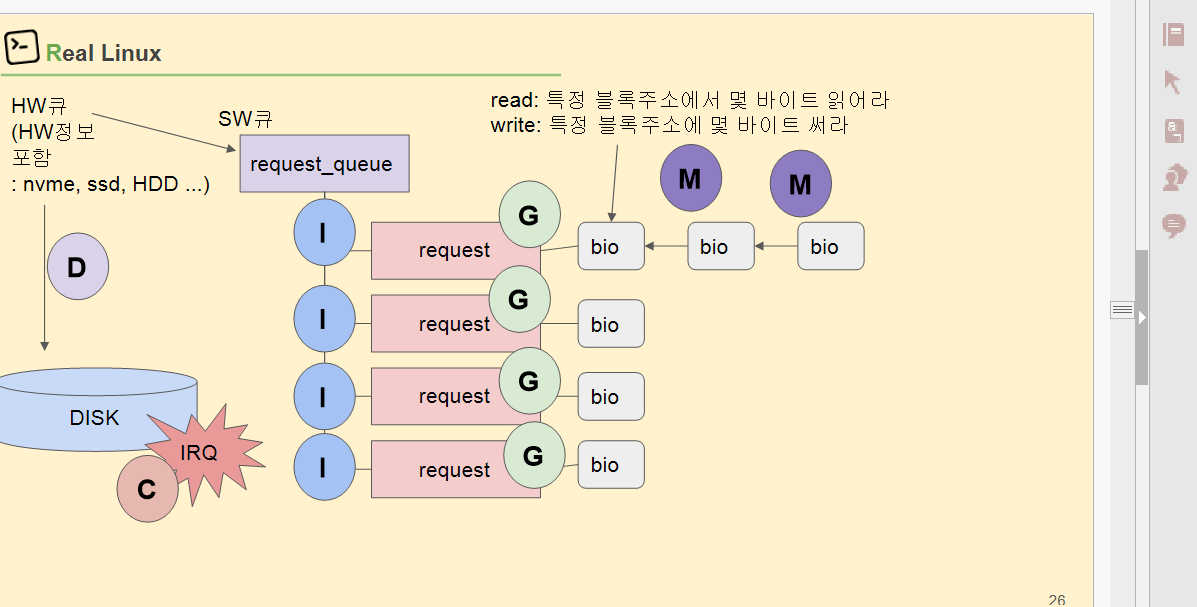 Real Linux
HW큐
(HW정보
포함
: nvme, ssd, HDD ...)
SW큐
request_queue
read: 특정 블록주소에서 몇 바이트 읽어라
write: 특정 블록주소에 몇 바이트 써라
M
M
I
request
G
bio
bio
bio
D
I
request
G
bio
I
request
G
bio
I
request
G
bio
DISK
IRQ
C
26
a